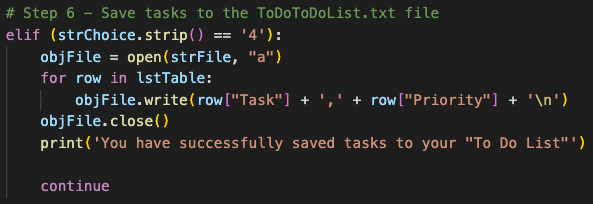 # Step 6 - Save tasks to the ToDoToDoList.txt file
elif (strChoice.strip() == '4'):
    objFile = open(strFile, "a")
    for row in lstTable:
        objFile.write(row["Task"] + ',' + row["Priority"] + '\n')
    objFile.close()
    print('You have successfully saved tasks to your "To Do List"')
    continue